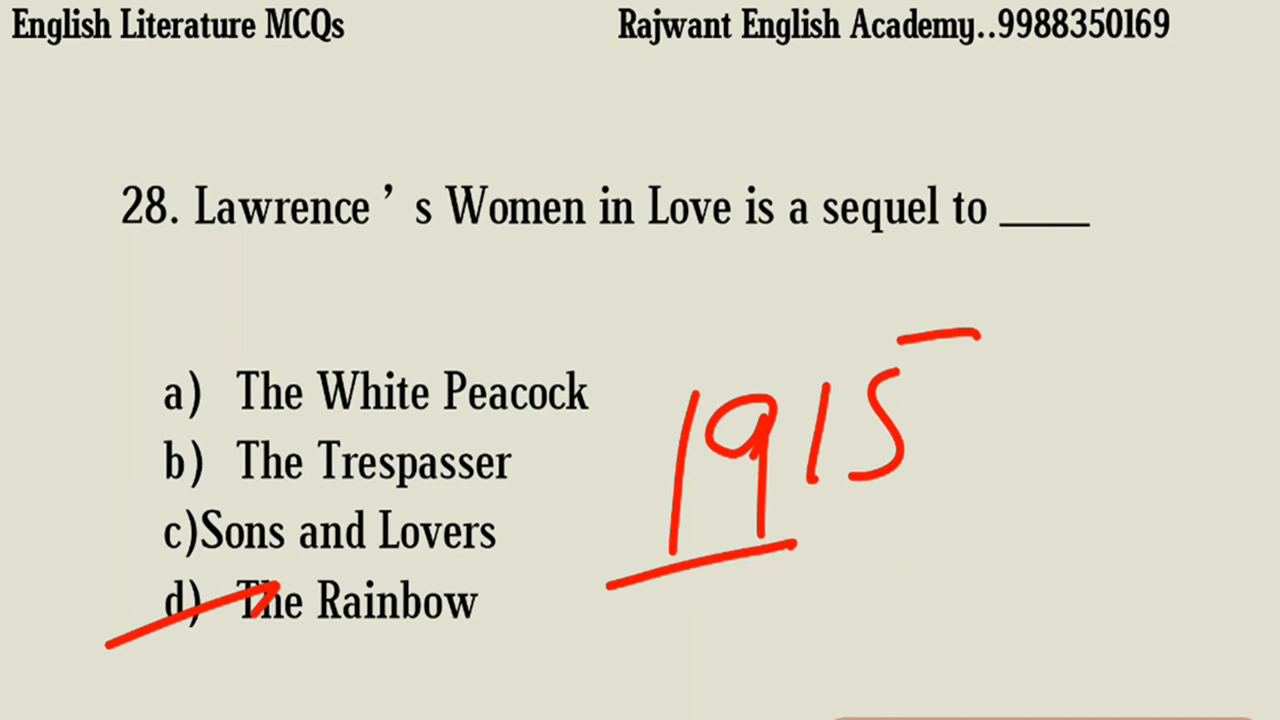 English Literature MCQs Rajwant English Academy..9988350169
28. Lawrence ’ s Women in Love is a sequel to ____
a) The White Peacock
1915
b) The Trespasser
c)Sons and Lovers
d) The Rainbow